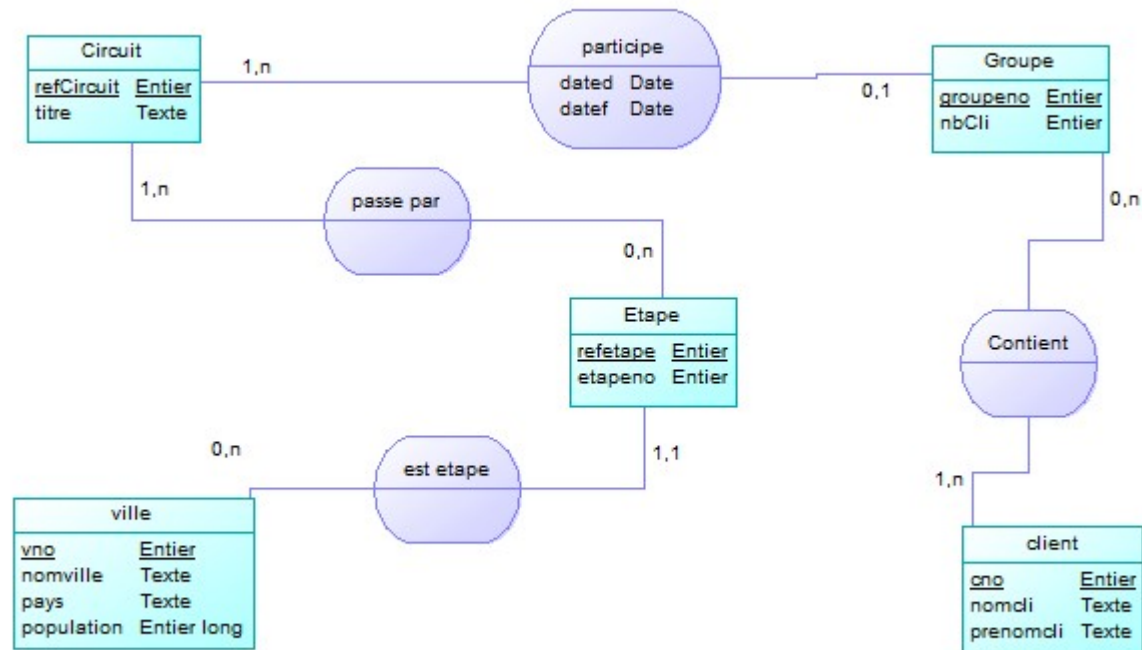 Circuit
refCircuit Entier
titre Texte
1,n
participe
dated Date
datef Date
0,1
Groupe
groupeno Entier
nbCli Entier
1,n
passe par
0,n
0,n
Etape
refetape Entier
etapeno Entier
Contient
0,n
est etape
1,1
1,n
ville
vno Entier
nomville Texte
pays Texte
population Entier long
client
cno Entier
nomcli Texte
prenomcli Texte